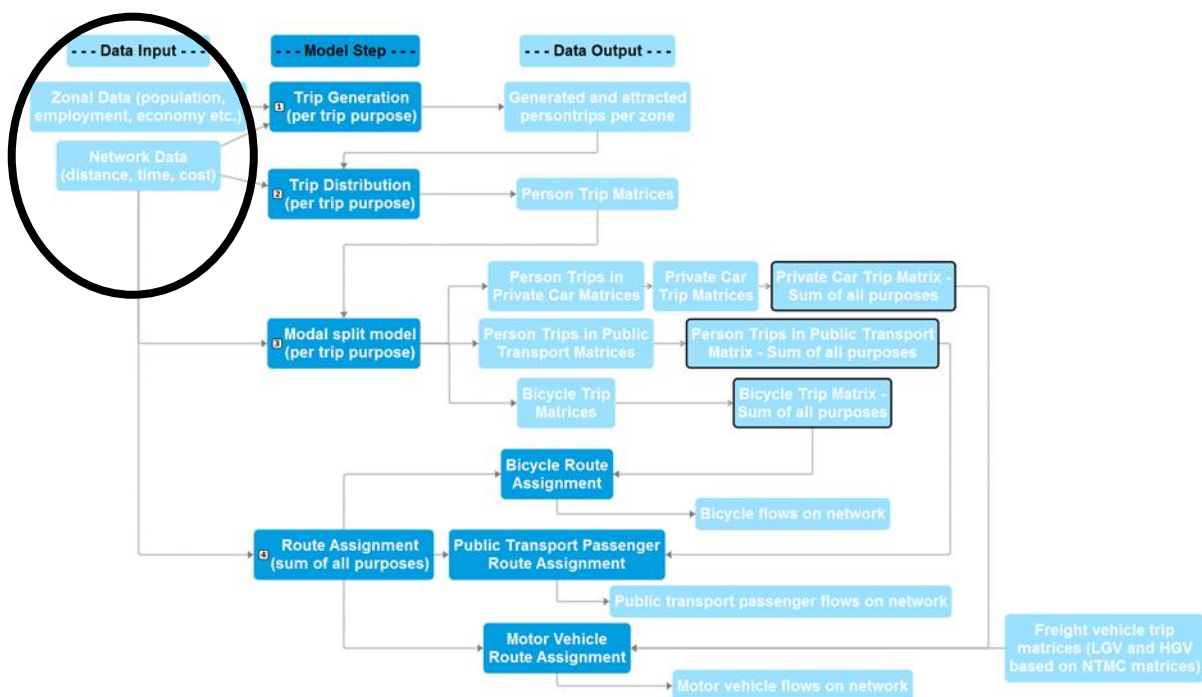 - - - Data Input - - -
- - - Model Step - - -
- - - Data Output - - -
Zonal Data (population,
employment, economy etc.)
1
Trip Generation
(per trip purpose)
Generated and attracted
persontrips per zone
Network Data
(distance, time, cost)
2
Trip Distribution
(per trip purpose)
Person Trip Matrices
Person Trips in
Private Car Matrices
Private Car
Trip Matrices
Private Car Trip Matrix -
Sum of all purposes
3
Modal split model
(per trip purpose)
Person Trips in Public
Transport Matrices
Person Trips in Public Transport
Matrix - Sum of all purposes
Bicycle Trip
Matrices
Bicycle Trip Matrix -
Sum of all purposes
Bicycle Route
Assignment
Bicycle flows on network
4
Route Assignment
(sum of all purposes)
Public Transport Passenger
Route Assignment
Public transport passenger flows on network
Motor Vehicle
Route Assignment
Freight vehicle trip
matrices (LGV and HGV
based on NTMC matrices)
Motor vehicle flows on network